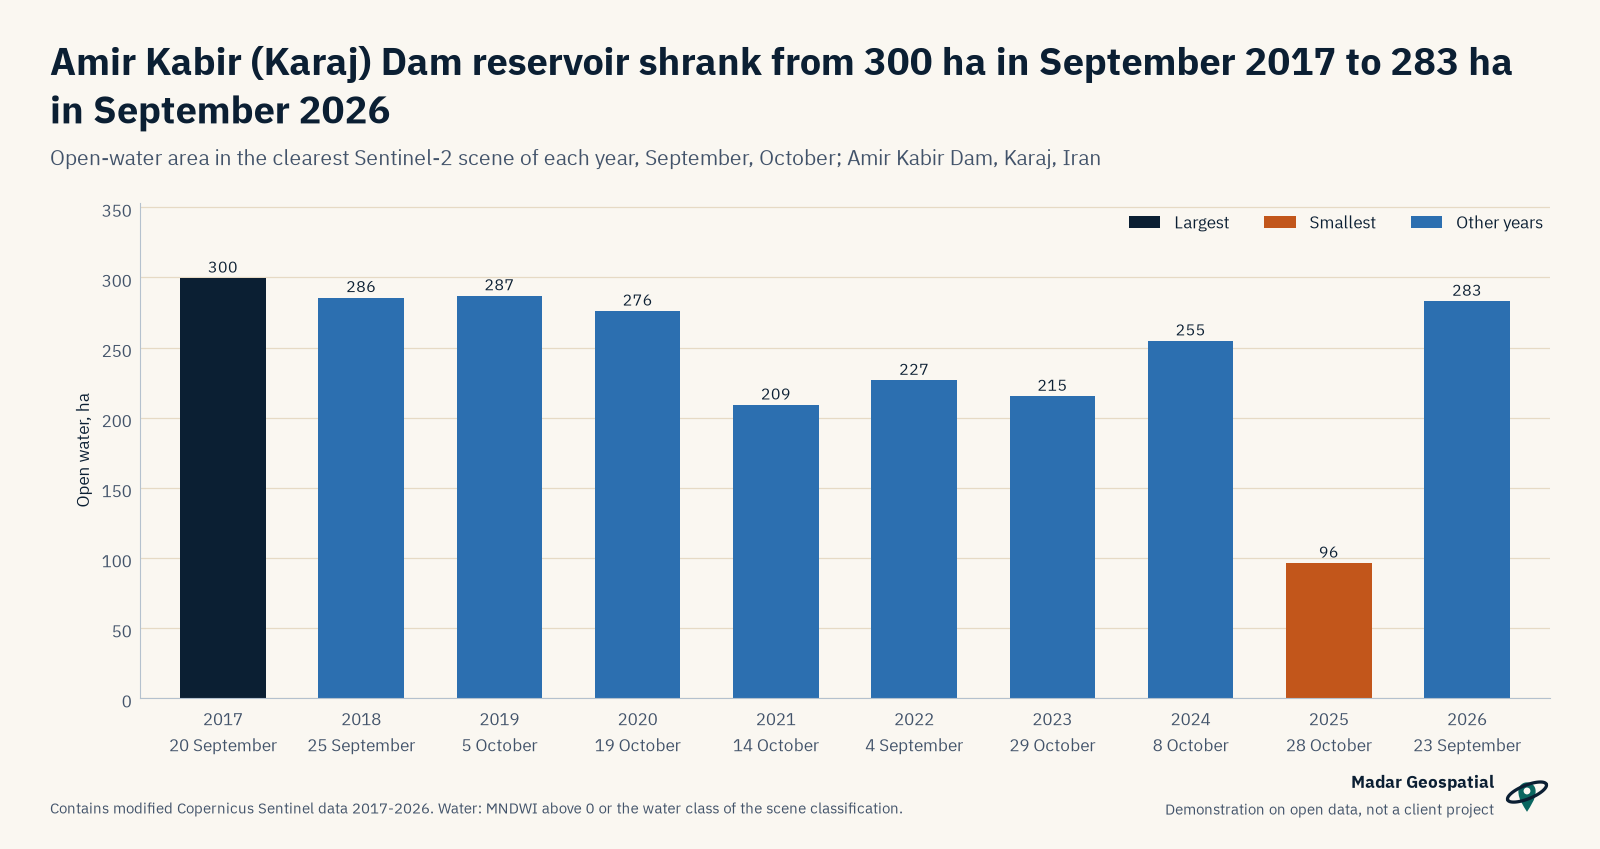 Amir Kabir (Karaj) Dam reservoir shrank from 300 ha in September 2017 to 283 ha
in September 2026
Open-water area in the clearest Sentinel-2 scene of each year, September, October; Amir Kabir Dam, Karaj, Iran
Largest
Smallest
Other years
Open water, ha
350
300
250
200
150
100
50
0
300
286
287
276
209
227
215
255
96
283
2017
20 September
2018
25 September
2019
5 October
2020
19 October
2021
14 October
2022
4 September
2023
29 October
2024
8 October
2025
28 October
2026
23 September
Contains modified Copernicus Sentinel data 2017-2026. Water: MNDWI above 0 or the water class of the scene classification.
Madar Geospatial
Demonstration on open data, not a client project